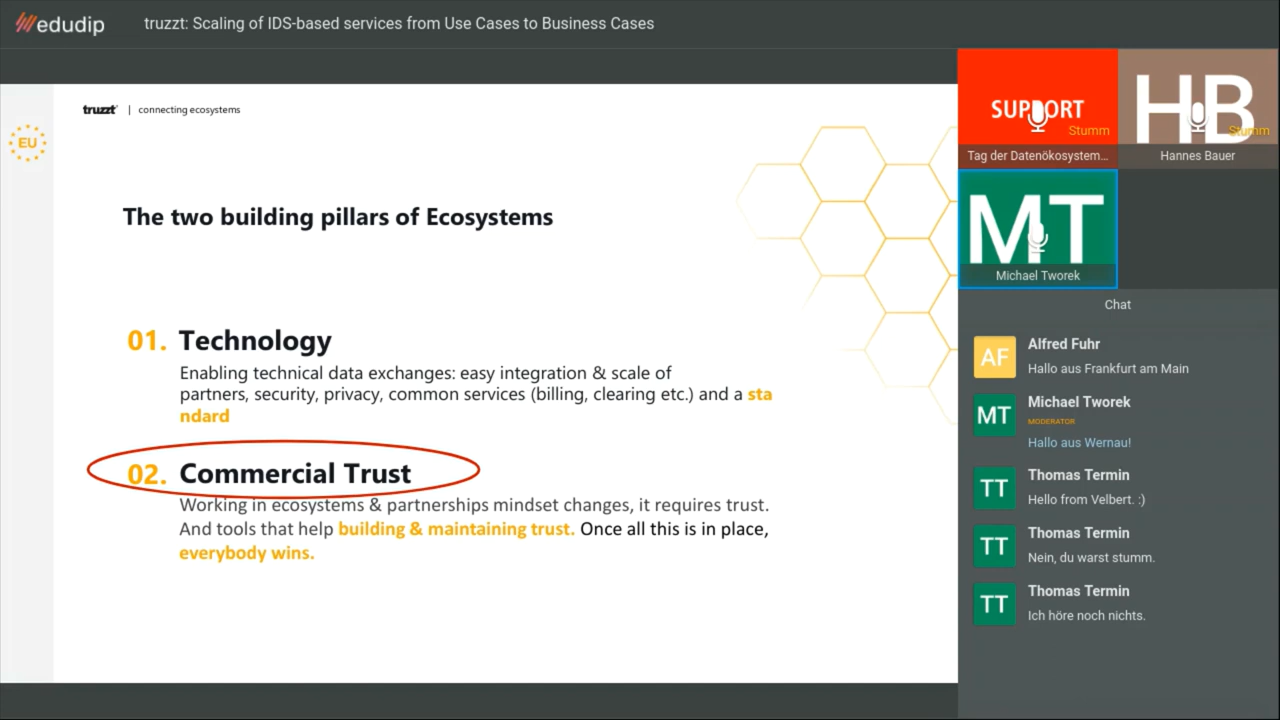 edudip
truzzt: Scaling of IDS-based services from Use Cases to Business Cases
truzzt | connecting ecosystems
EU
The two building pillars of Ecosystems
01. Technology
Enabling technical data exchanges: easy integration & scale of
partners, security, privacy, common services (billing, clearing etc.) and a sta
ndard
02. Commercial Trust
Working in ecosystems & partnerships mindset changes, it requires trust.
And tools that help building & maintaining trust. Once all this is in place,
everybody wins.
SUPPORT
Stumm
Tag der Datenökosystem...
HB
Stumm
Hannes Bauer
MT
Michael Tworek
Chat
AF
Alfred Fuhr
Hallo aus Frankfurt am Main
MT
Michael Tworek
MODERATOR
Hallo aus Wernau!
TT
Thomas Termin
Hello from Velbert. :)
TT
Thomas Termin
Nein, du warst stumm.
TT
Thomas Termin
Ich höre noch nichts.